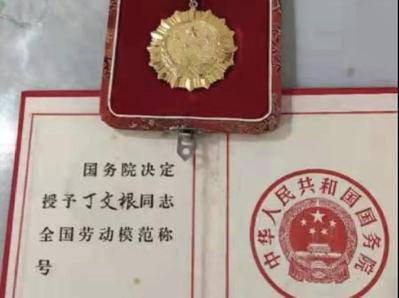 国务院决定
授予丁文根同志
全国劳动模范称
号
中华人民共和国国务院